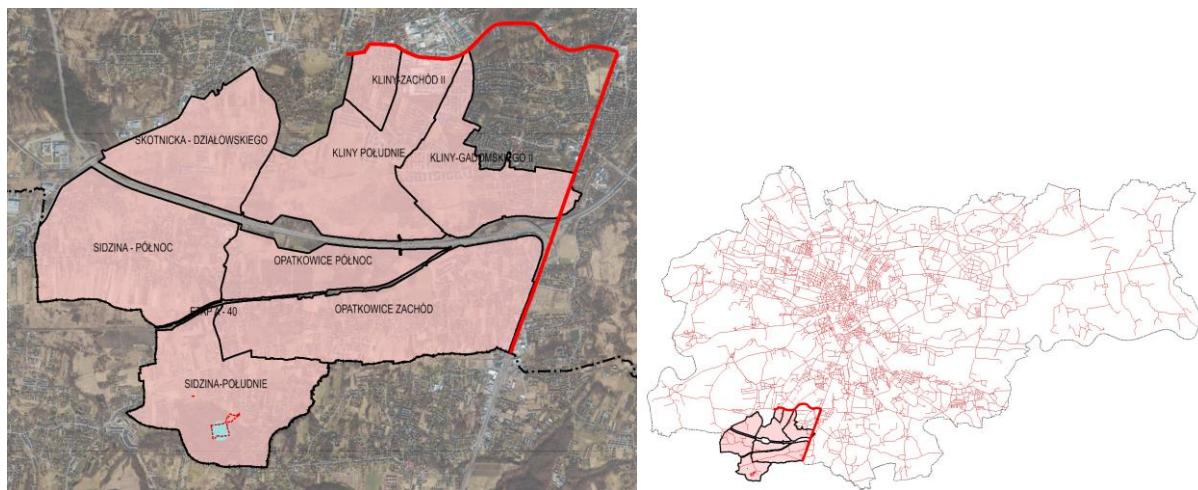 KLINY-ZACHÓD II
SKOTNICKA - DZIAŁOWSKIEGO
KLINY POŁUDNIE
KLINY-GADOMSKIEGO II
SIDZINA - PÓŁNOC
OPATKOWICE PÓŁNOC
OPATKOWICE ZACHÓD
SIDZINA-POŁUDNIE